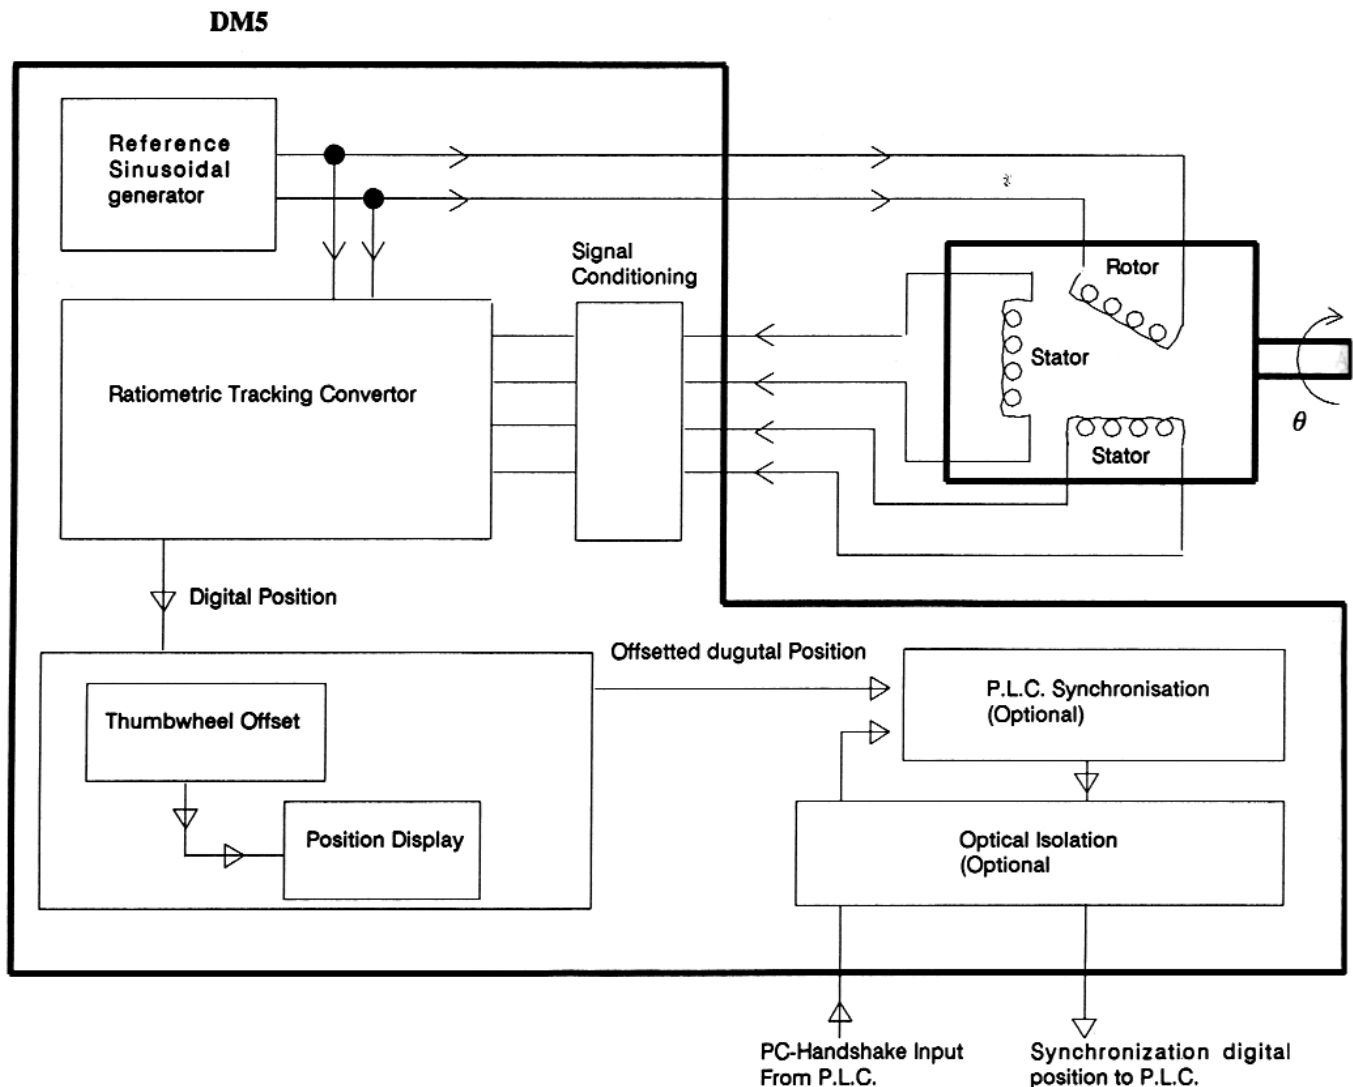 DM5
Reference
Sinusoidal
generator
Signal
Conditioning
Rotor
Stator
Ratiometric Tracking Convertor
θ
Stator
Digital Position
Offsetted dugutal Position
P.L.C. Synchronisation
(Optional)
Thumbwheel Offset
Position Display
Optical Isolation
(Optional
PC-Handshake Input
From P.L.C.
Synchronization digital
position to P.L.C.